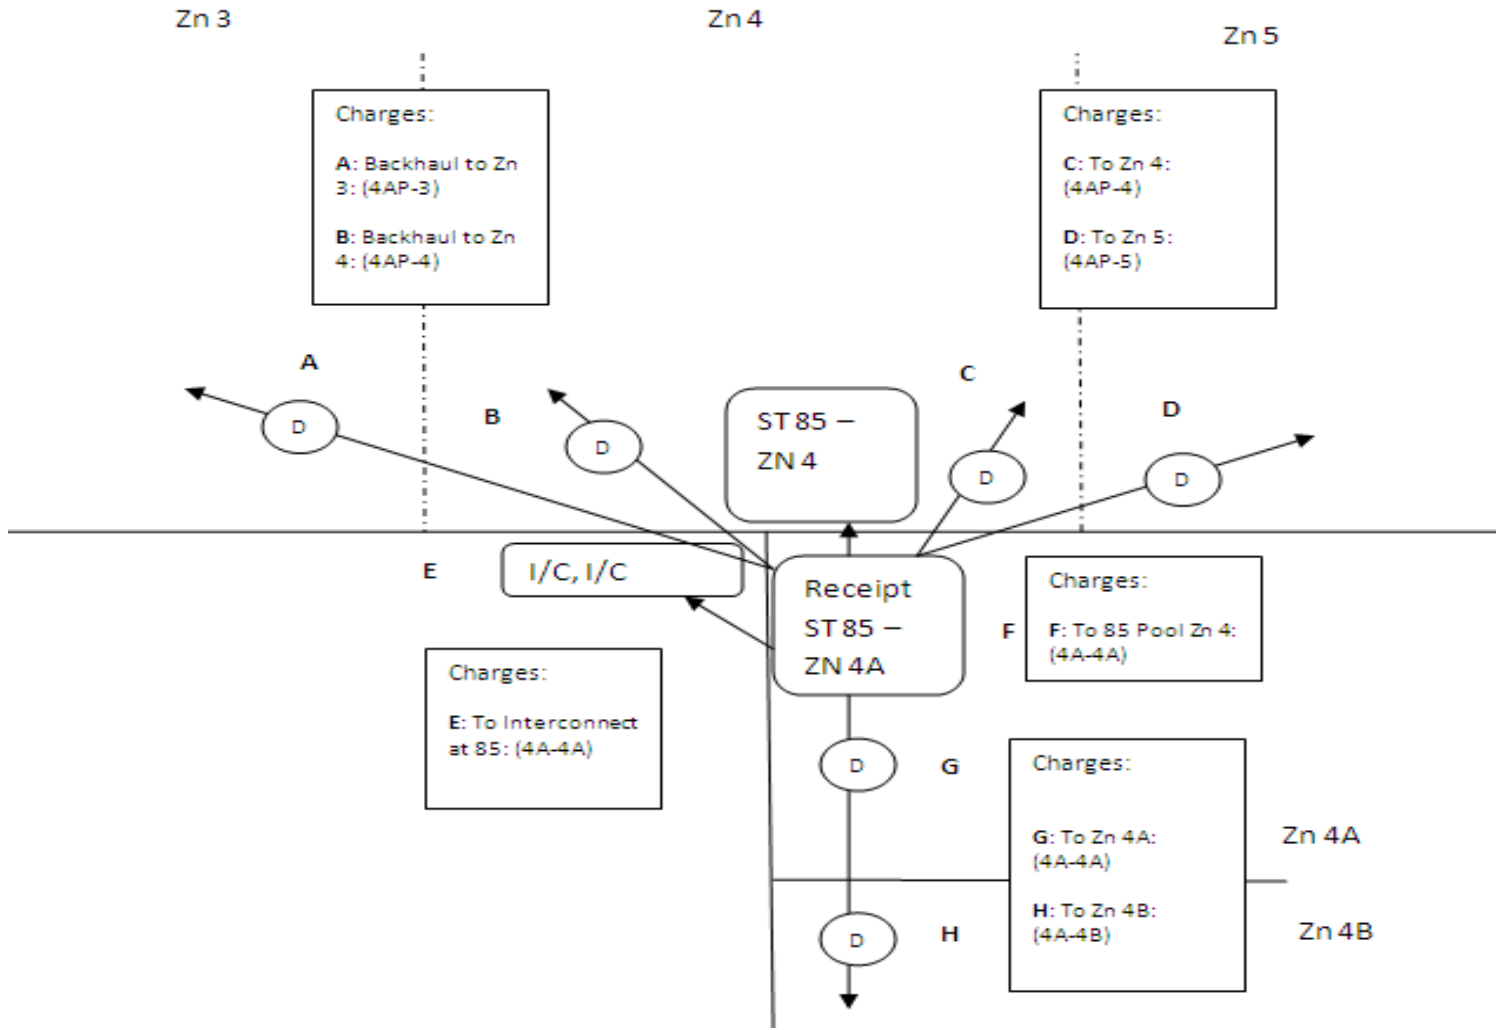 Zn 3
Zn 4
Zn 5
Charges:
A: Backhaul to Zn
3: (4AP-3)
B: Backhaul to Zn
4: (4AP-4)
Charges:
C: To Zn 4:
(4AP-4)
D: To Zn 5:
(4AP-5)
A
B
C
D
D
D
D
D
ST 85 –
ZN 4
E
I/C, I/C
Receipt
ST 85 –
ZN 4A
F
Charges:
F: To 85 Pool Zn 4:
(4A-4A)
Charges:
E: To Interconnect
at 85: (4A-4A)
D
G
Charges:
G: To Zn 4A:
(4A-4A)
H: To Zn 4B:
(4A-4B)
Zn 4A
D
H
Zn 4B